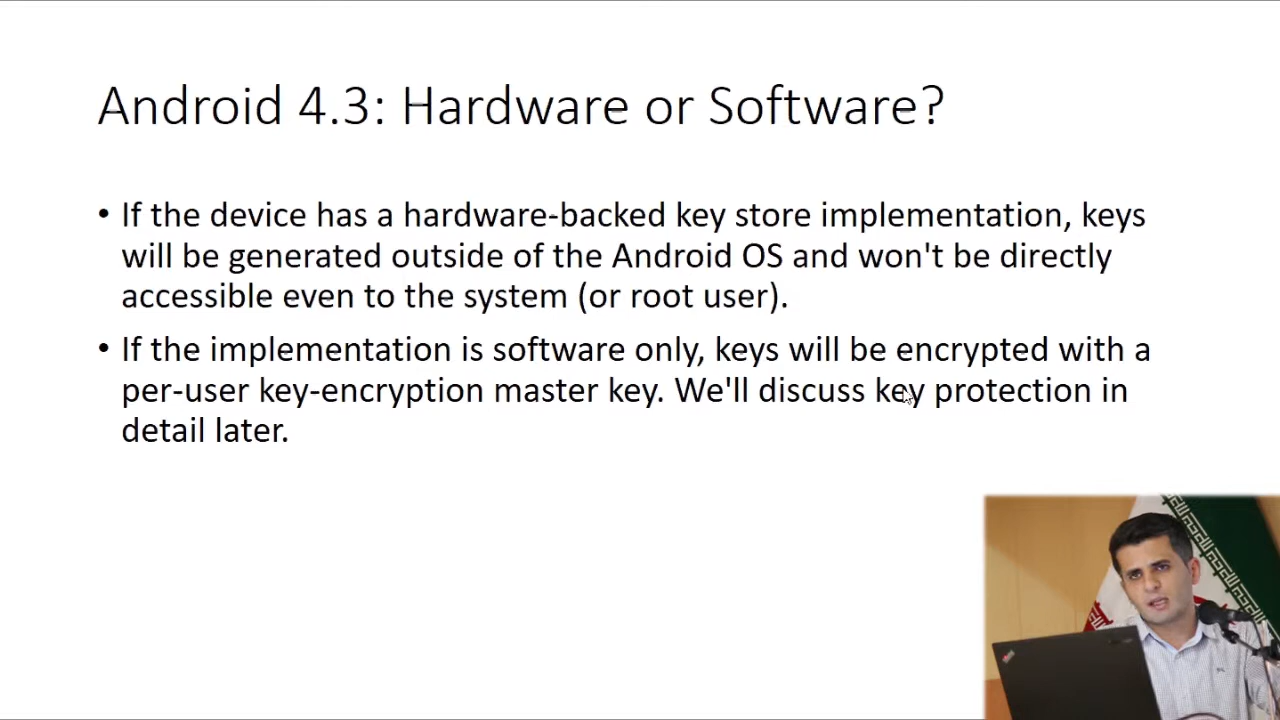 Android 4.3: Hardware or Software?
• If the device has a hardware-backed key store implementation, keys
will be generated outside of the Android OS and won't be directly
accessible even to the system (or root user).
• If the implementation is software only, keys will be encrypted with a
per-user key-encryption master key. We'll discuss key protection in
detail later.